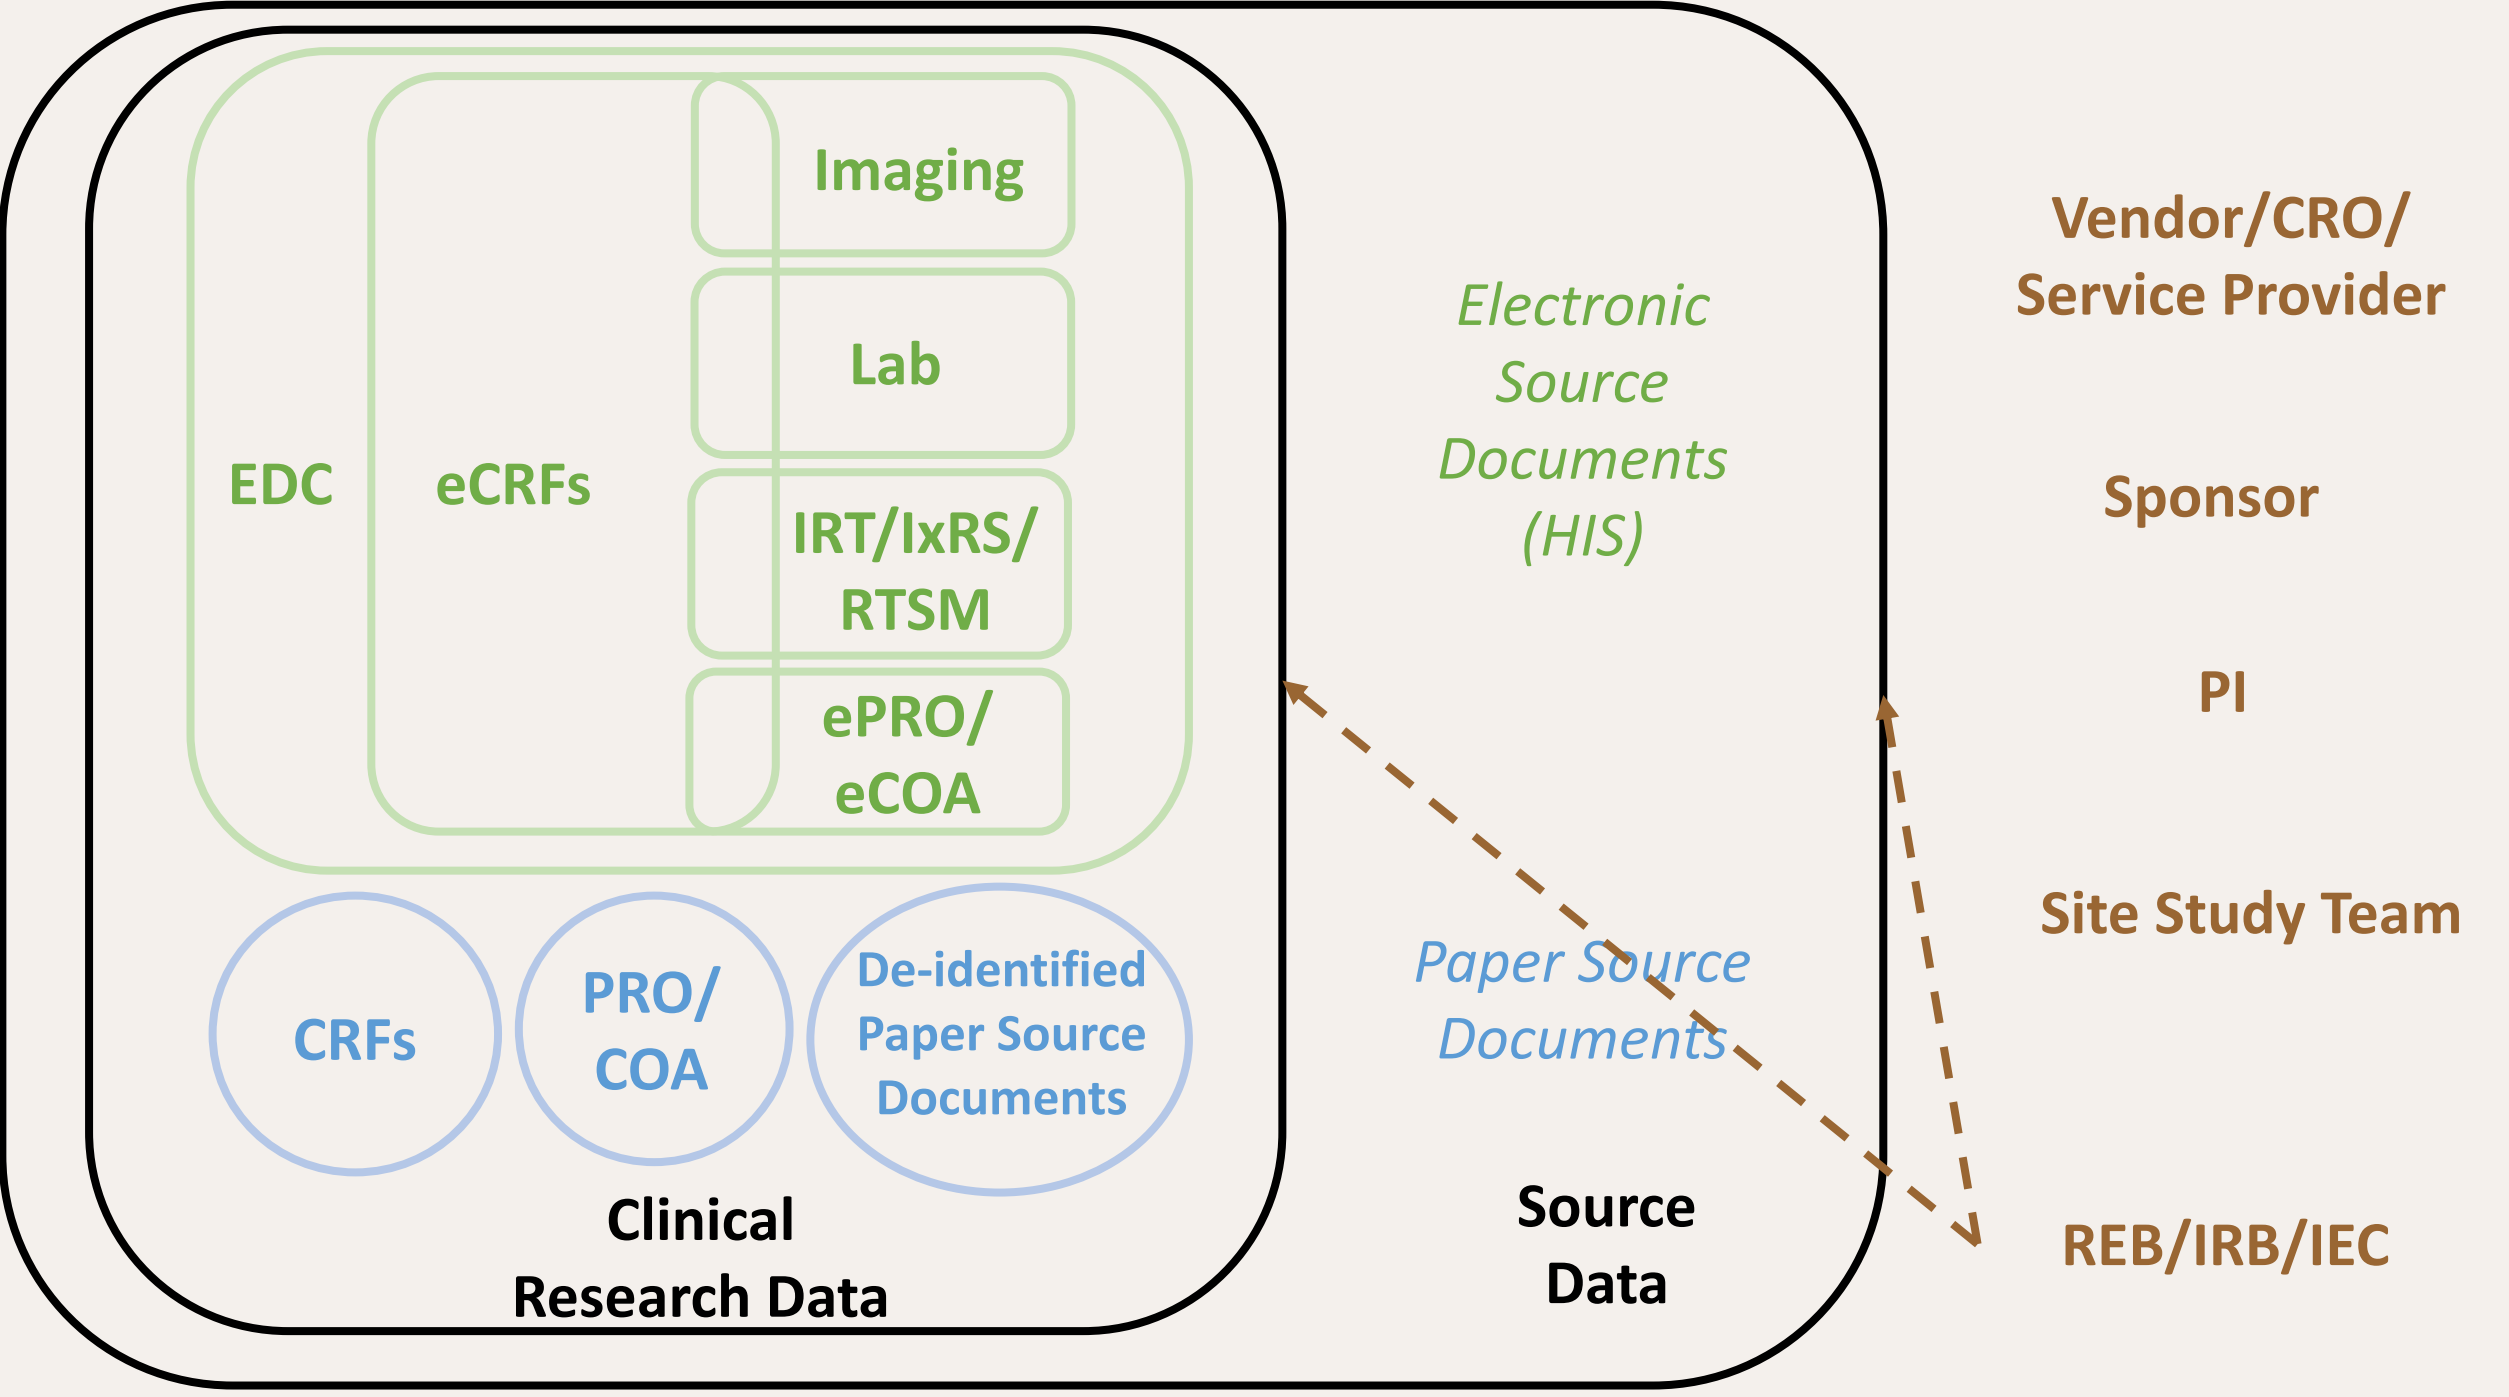 Imaging
Lab
EDC
eCRFs
IRT/IxRS/
RTSM
ePRO/
eCOA
CRFs
PRO/
COA
De-identified
Paper Source
Documents
Clinical
Research Data
Electronic
Source
Documents
(HIS)
Paper Source
Documents
Source
Data
Vendor/CRO/
Service Provider
Sponsor
PI
Site Study Team
REB/IRB/IEC